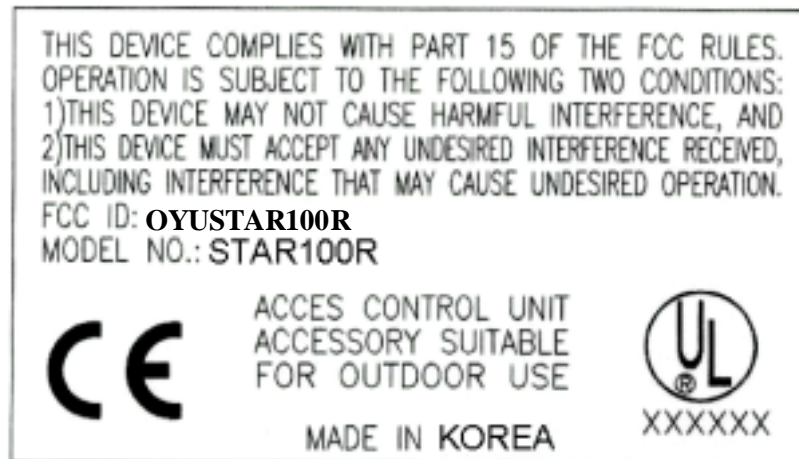 THIS DEVICE COMPLIES WITH PART 15 OF THE FCC RULES.
OPERATION IS SUBJECT TO THE FOLLOWING TWO CONDITIONS:
1)THIS DEVICE MAY NOT CAUSE HARMFUL INTERFERENCE, AND
2)THIS DEVICE MUST ACCEPT ANY UNDESIRED INTERFERENCE RECEIVED,
INCLUDING INTERFERENCE THAT MAY CAUSE UNDESIRED OPERATION.
FCC ID: OYUSTAR100R
MODEL NO.: STAR100R
CE
ACCES CONTROL UNIT
ACCESSORY SUITABLE
FOR OUTDOOR USE
UL
®
XXXXXX
MADE IN KOREA